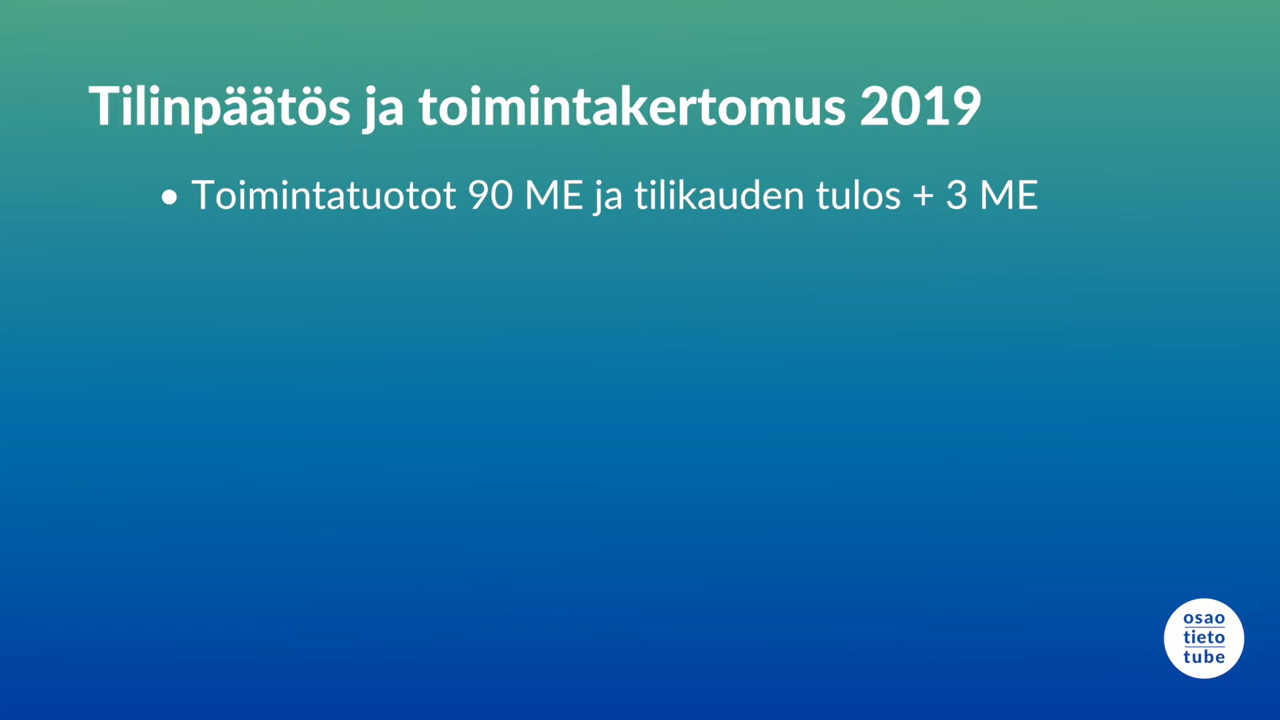 Tilinpäätös ja toimintakertomus 2019
• Toimintatuotot 90 ME ja tilikauden tulos + 3 ME
osao
tieto
tube